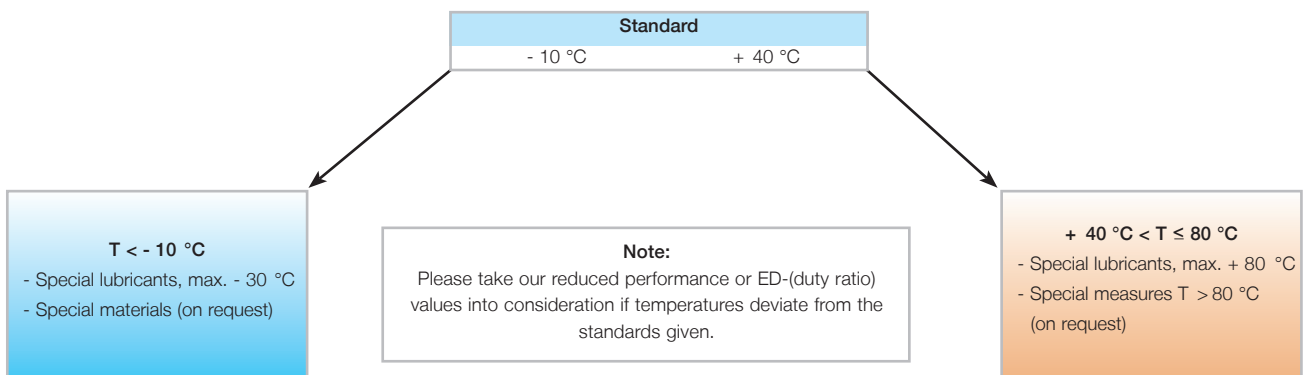 Standard
- 10 °C + 40 °C
T < - 10 °C
- Special lubricants, max. - 30 °C
- Special materials (on request)
Note:
Please take our reduced performance or ED-(duty ratio)
values into consideration if temperatures deviate from the
standards given.
+ 40 °C < T ≤ 80 °C
- Special lubricants, max. + 80 °C
- Special measures T > 80 °C
(on request)